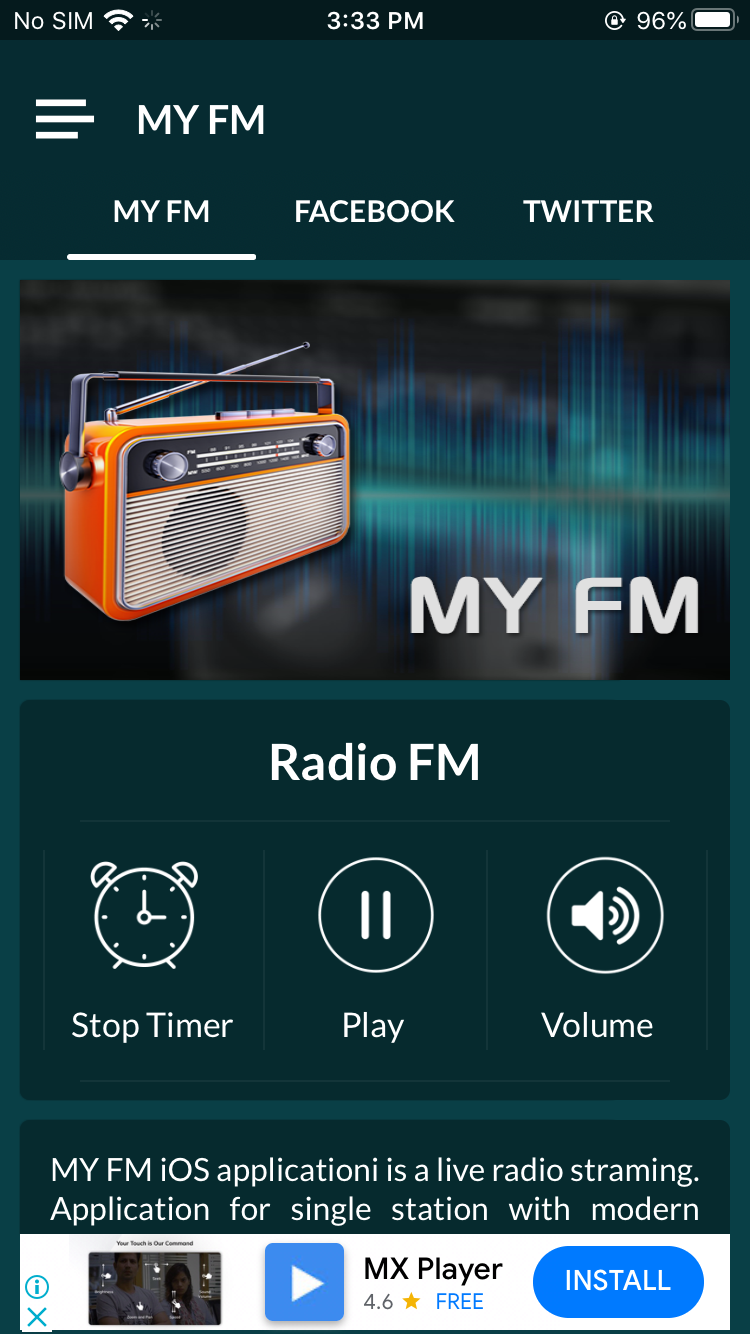 No SIM 3:33 PM 96%
MY FM
MY FM FACEBOOK TWITTER
FM
MY FM
Radio FM
Stop Timer Play Volume
MY FM iOS applicationi is a live radio straming.
Application for single station with modern
Your Touch is Our Command
MX Player
4.6 FREE
INSTALL